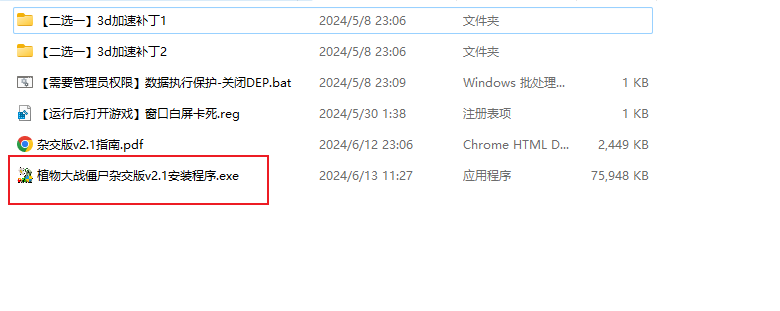 【二选一】3d加速补丁1 2024/5/8 23:06 文件夹
【二选一】3d加速补丁2 2024/5/8 23:06 文件夹
【需要管理员权限】数据执行保护-关闭DEP.bat 2024/5/8 23:09 Windows 批处理... 1 KB
【运行后打开游戏】窗口白屏卡死.reg 2024/5/30 1:38 注册表项 1 KB
杂交版v2.1指南.pdf 2024/6/12 23:06 Chrome HTML D... 2,449 KB
植物大战僵尸杂交版v2.1安装程序.exe 2024/6/13 11:27 应用程序 75,948 KB